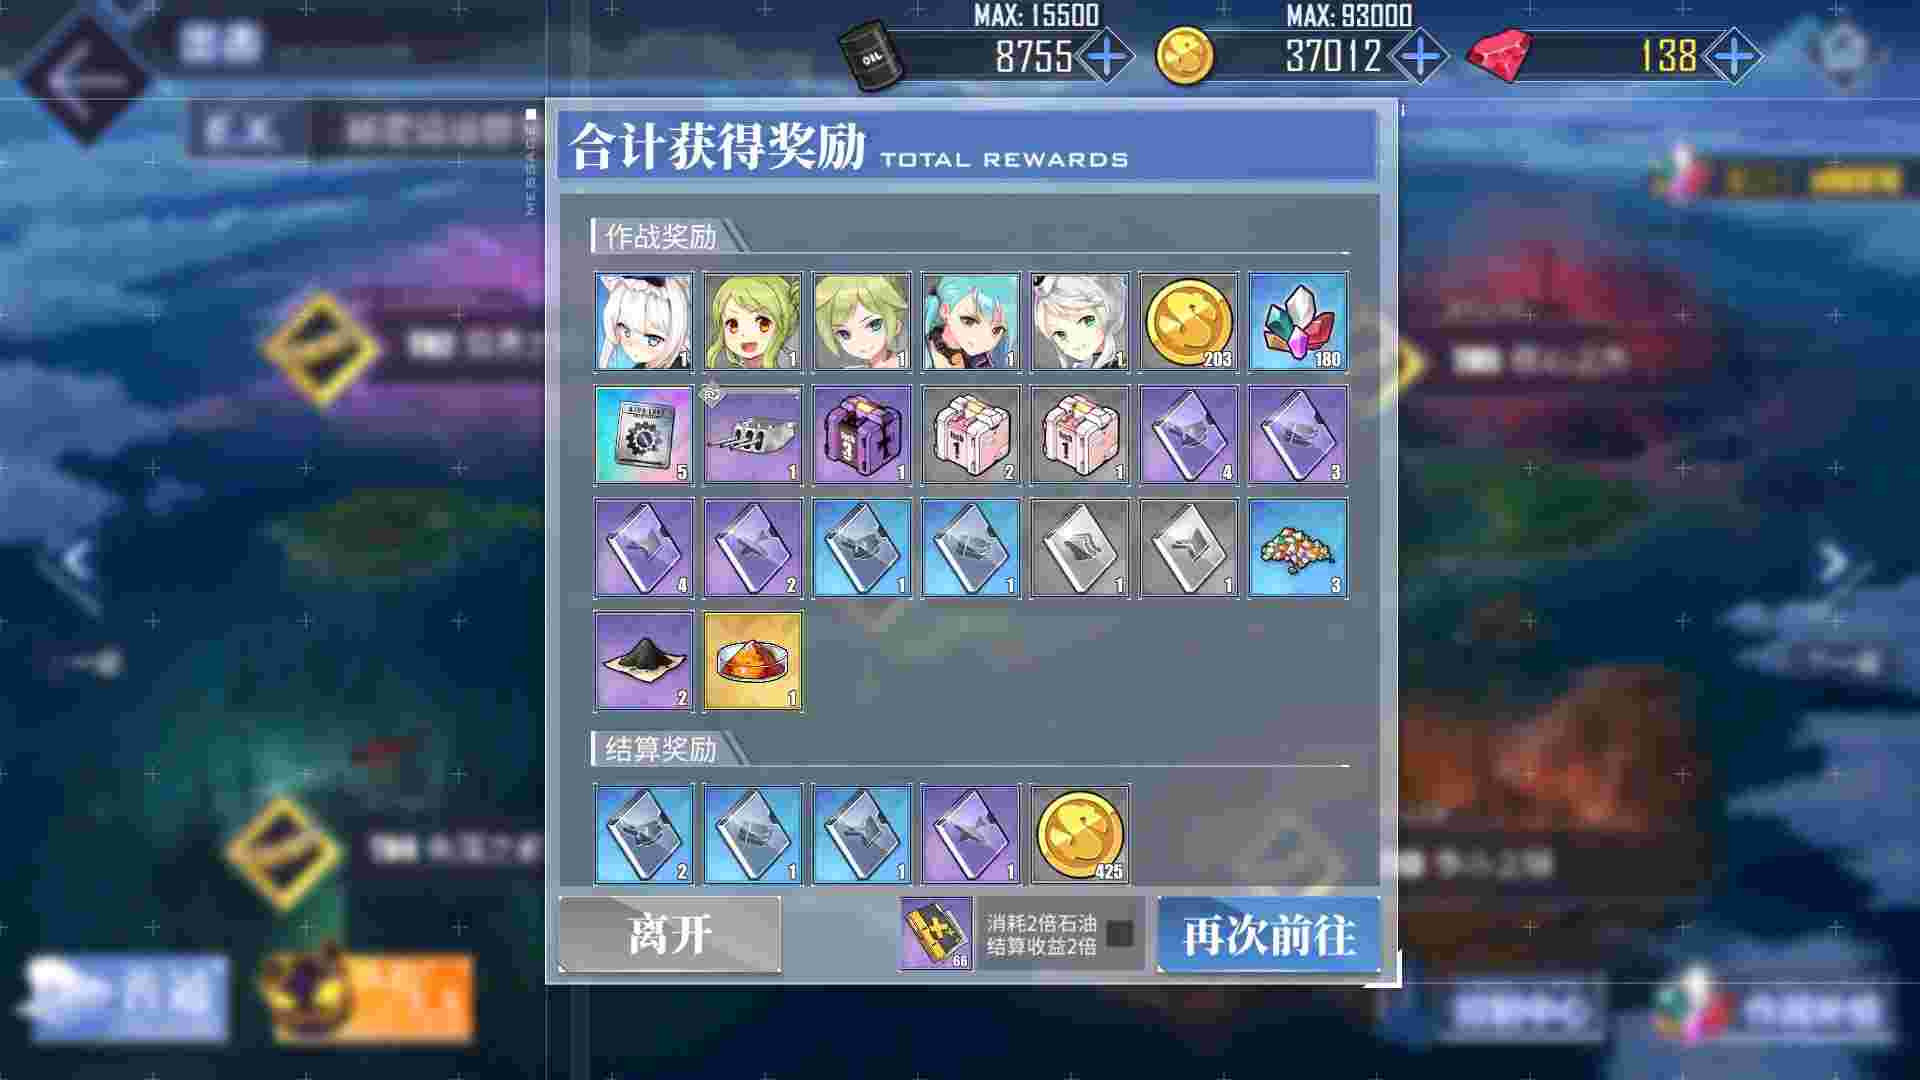 MAX: 15500
8755
MAX: 93000
37012
138
OIL
MESSAGE
合计获得奖励 TOTAL REWARDS
作战奖励
1 1 1 1 1 203 180
5 1 1 2 1 4 3
4 2 1 1 1 1 3
2 1
结算奖励
2 1 1 1 425
离开
66
消耗2倍石油
结算收益2倍
再次前往